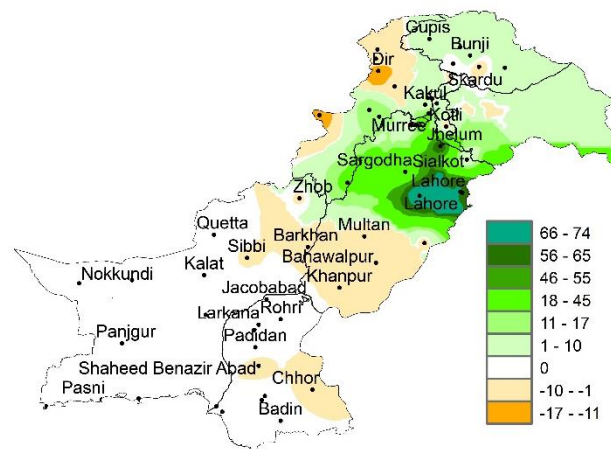 Gupis
Bunji
Dir
Skardu
Kakul
Kotli
Murree
Jhelum
Sargodha
Sialkot
Lahore
Zhob
Lahore
Quetta
Barkhan
Multan
Sibbi
Bahawalpur
Nokkundi
Kalat
Khanpur
Jacobabad
Larkana
Rohri
Panjgur
Padidan
Shaheed Benazir Abad
Chhor
Pasni
Badin
66 - 74
56 - 65
46 - 55
18 - 45
11 - 17
1 - 10
0
-10 - -1
-17 - -11